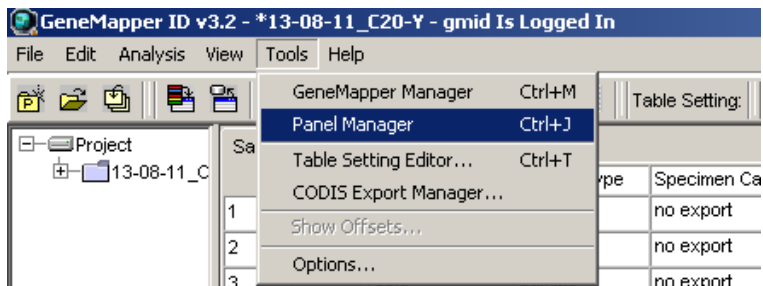 GeneMapper ID v3.2 - *13-08-11_C20-Y - gmid Is Logged In
File Edit Analysis View Tools Help
GeneMapper Manager Ctrl+M
Table Setting:
Panel Manager Ctrl+J
Project
Sa
13-08-11_C
Table Setting Editor... Ctrl+T
ype Specimen Ca
CODIS Export Manager...
1 no export
Show Offsets...
2 no export
Options...
3 no export